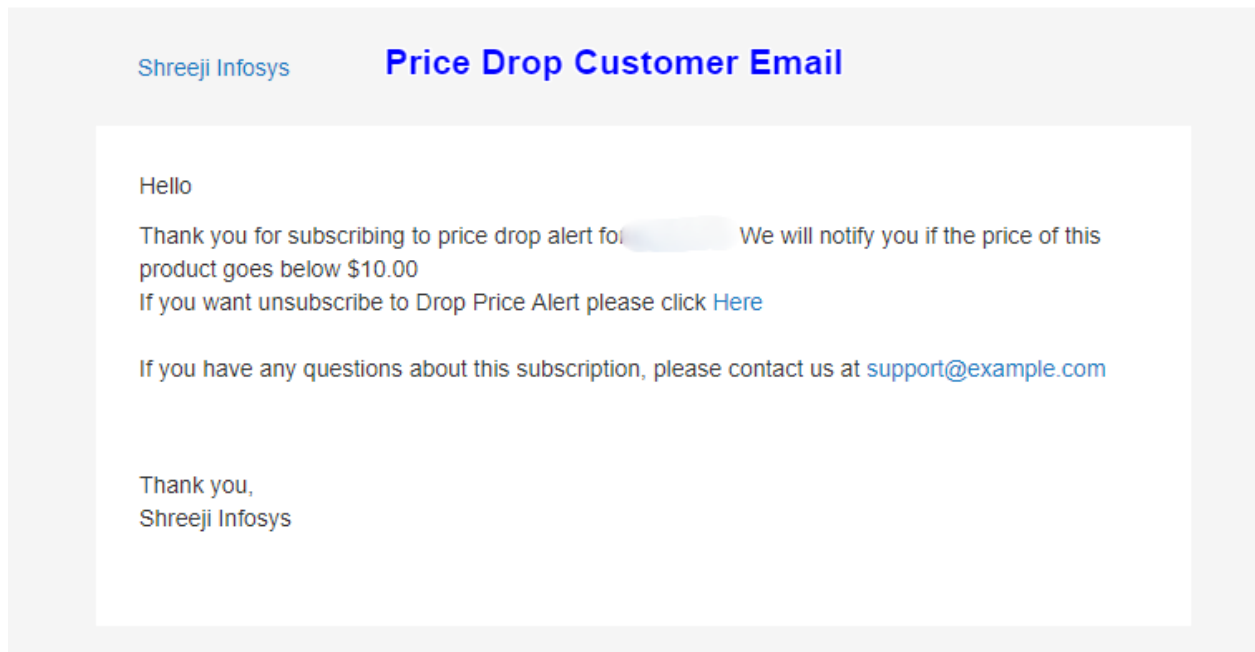 Shreeji Infosys
Price Drop Customer Email
Hello
Thank you for subscribing to price drop alert for We will notify you if the price of this
product goes below $10.00
If you want unsubscribe to Drop Price Alert please click Here
If you have any questions about this subscription, please contact us at support@example.com
Thank you,
Shreeji Infosys